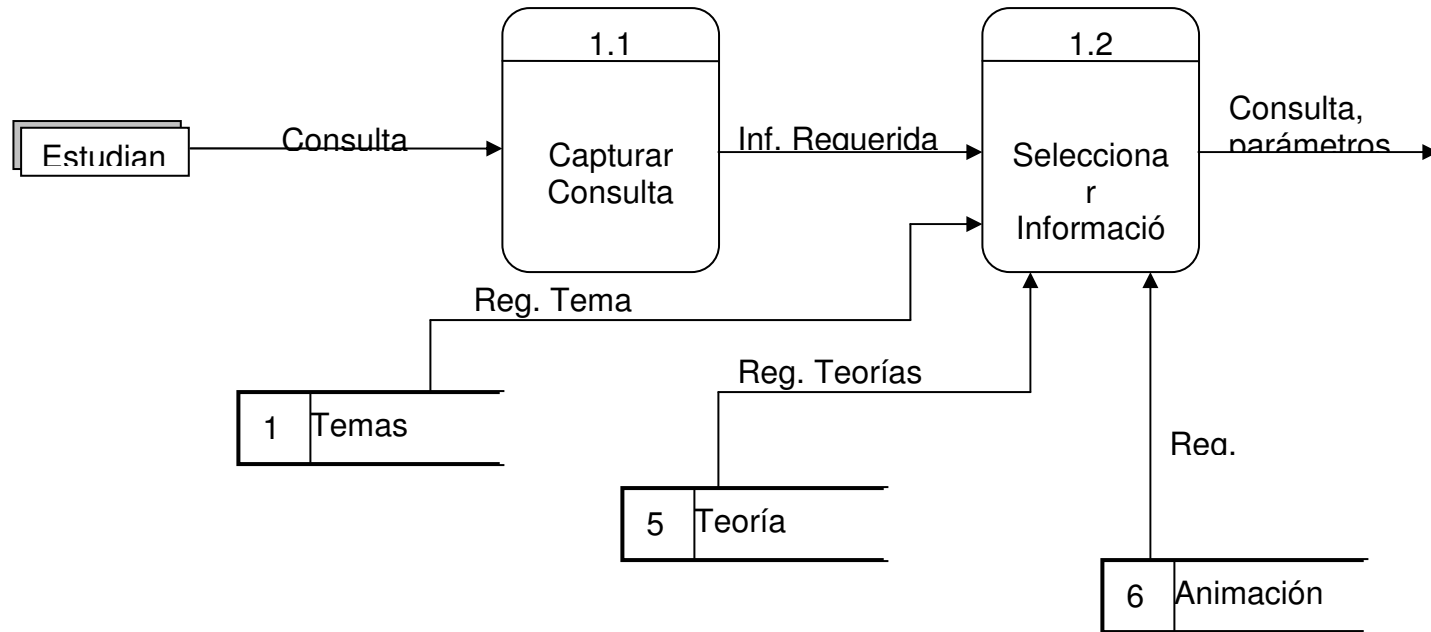 1.1
1.2
Consulta,
parámetros
Estudian
Consulta
Capturar
Consulta
Inf. Requerida
Selecciona
r
Informació
Reg. Tema
Reg. Teorías
1 Temas
Reg.
5 Teoría
6 Animación